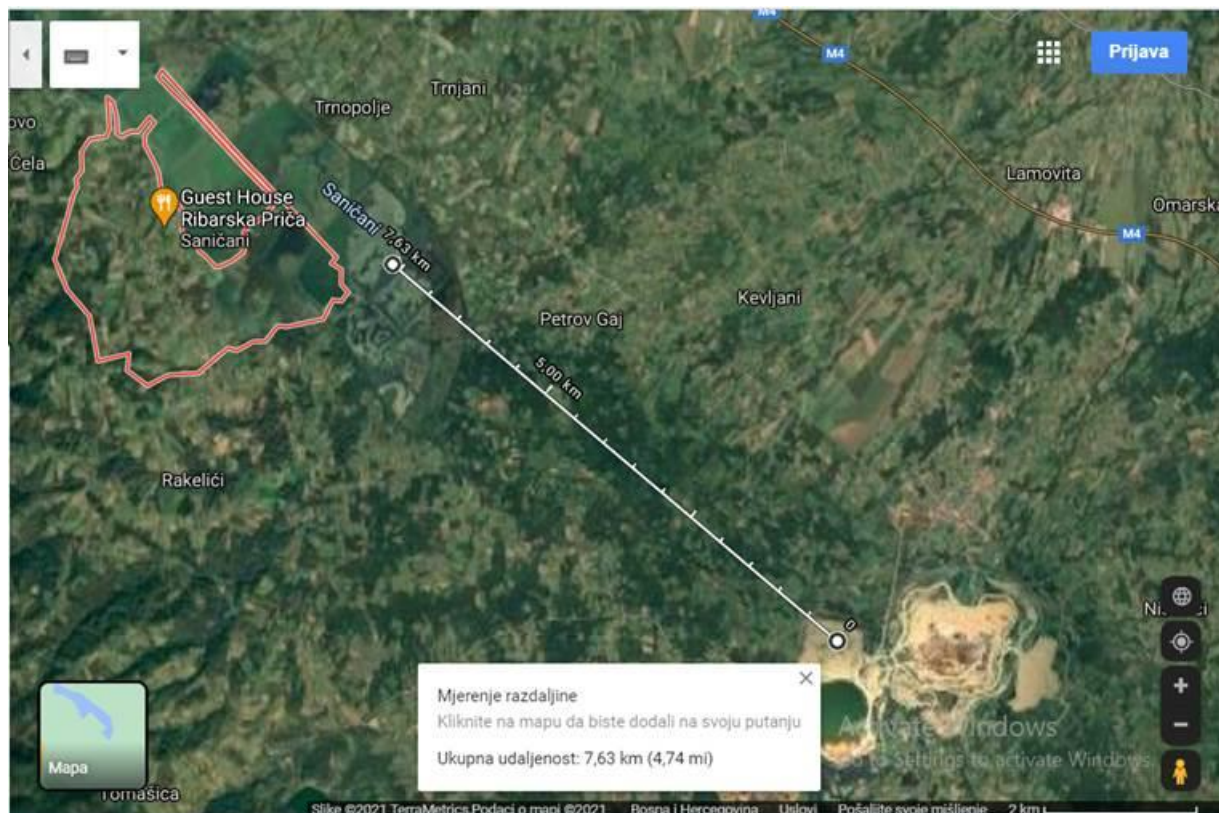 M4
M4
Prijava
Trnjani
Trnopolje
ovo
Ćela
Lamovita
Guest House
Ribarska Priča
Saničani
Saničani
Omarska
M4
7,63 km
Kevljani
Petrov Gaj
5,00 km
Rakelići
0
Mjerenje razdaljine
Kliknite na mapu da biste dodali na svoju putanju
Ukupna udaljenost: 7,63 km (4,74 mi)
Activate Windows
Go to Settings to activate Windows.
Mapa
Tomašica
Slike ©2021 TerraMetrics Podaci o mapi ©2021 Bosna i Hercegovina Uslovi Pošaljite svoje mišljenje 2 km